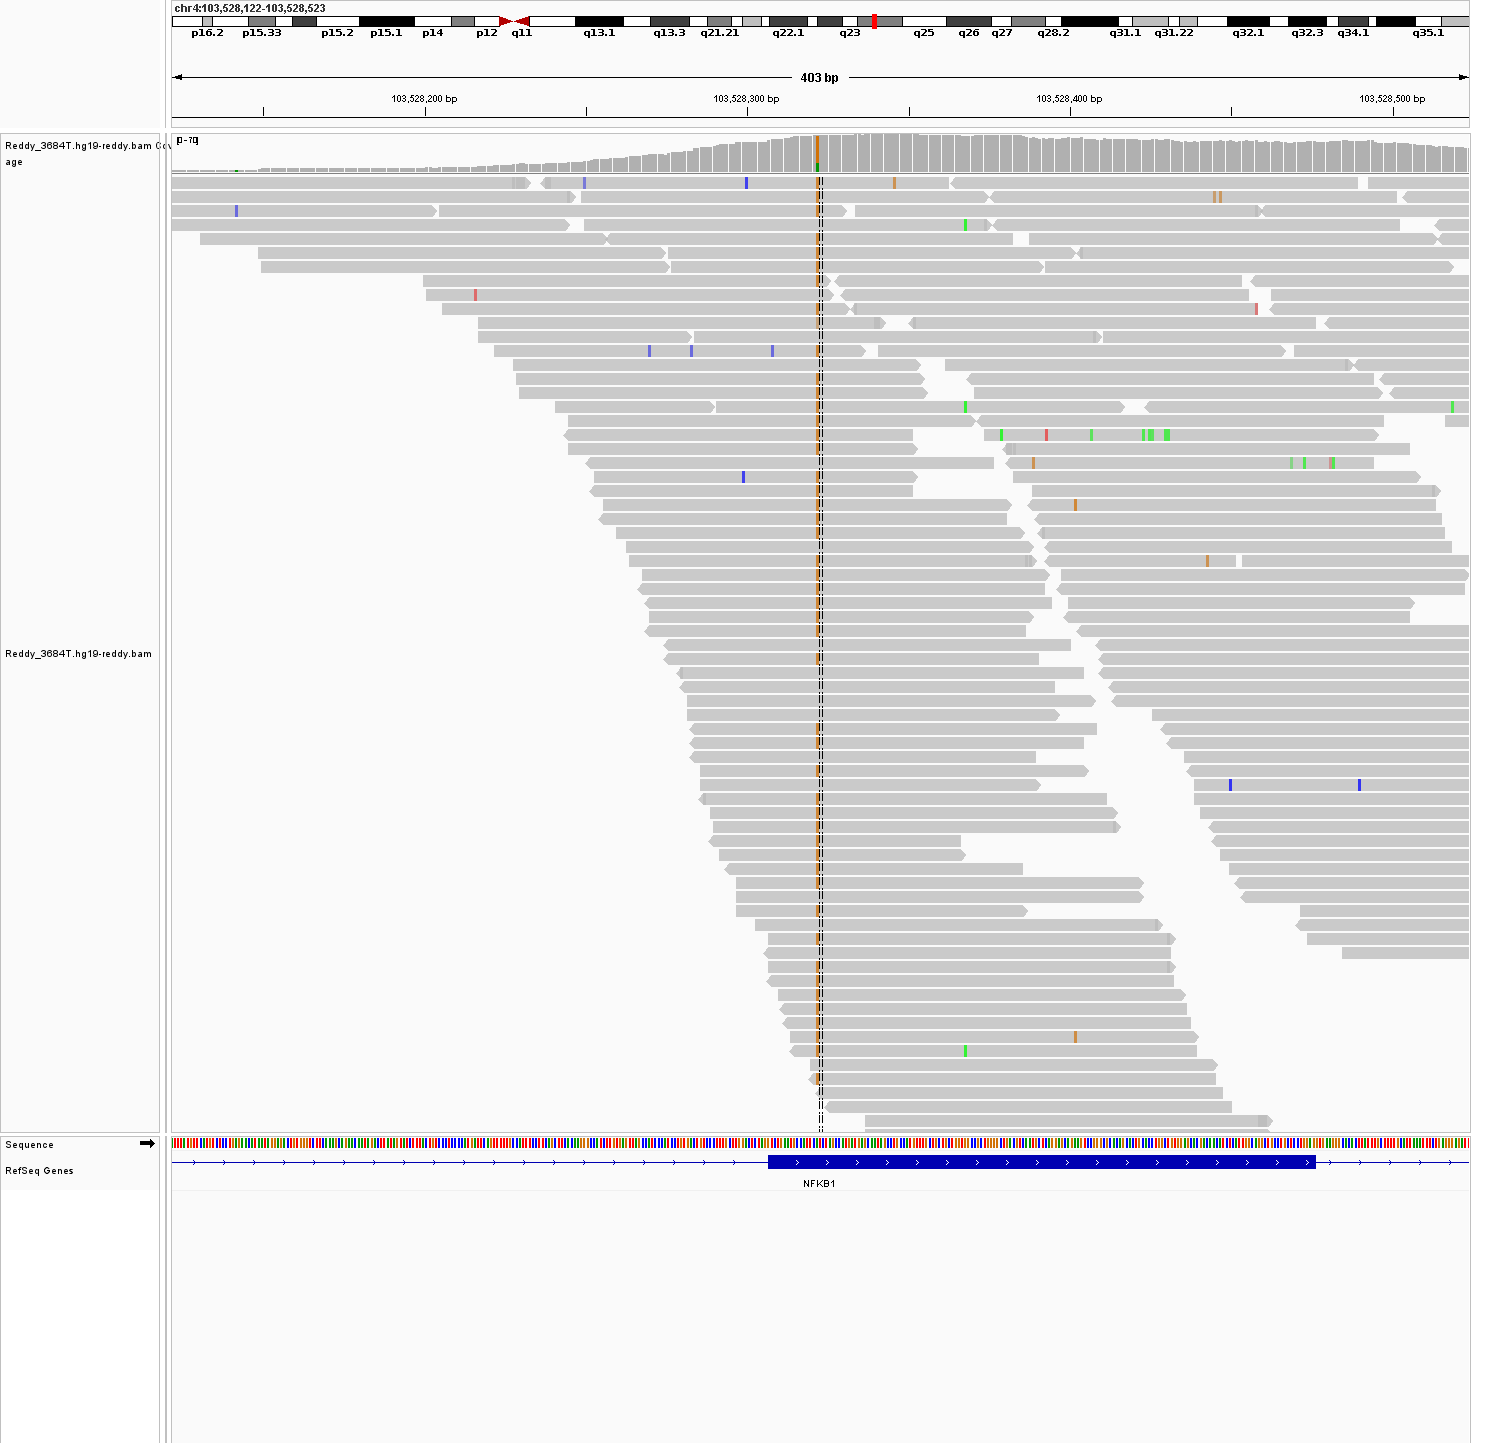 chr4:103,528,122-103,528,523
p16.2 p15.33 p15.2 p15.1 p14 p12 q11 q13.1 q13.3 q21.21 q22.1 q23 q25 q26 q27 q28.2 q31.1 q31.22 q32.1 q32.3 q34.1 q35.1
403 bp
103,528,200 bp 103,528,300 bp 103,528,400 bp 103,528,500 bp
Reddy_3684T.hg19-reddy.bam Cov
age
Reddy_3684T.hg19-reddy.bam
Sequence
RefSeq Genes
NFKB1